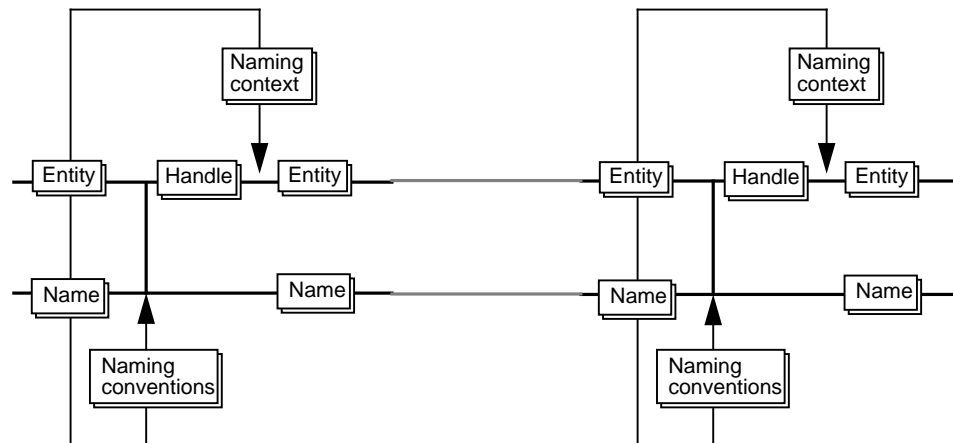 Naming
context
Naming
context
Entity
Handle
Entity
Entity
Handle
Entity
Name
Name
Name
Name
Naming
conventions
Naming
conventions